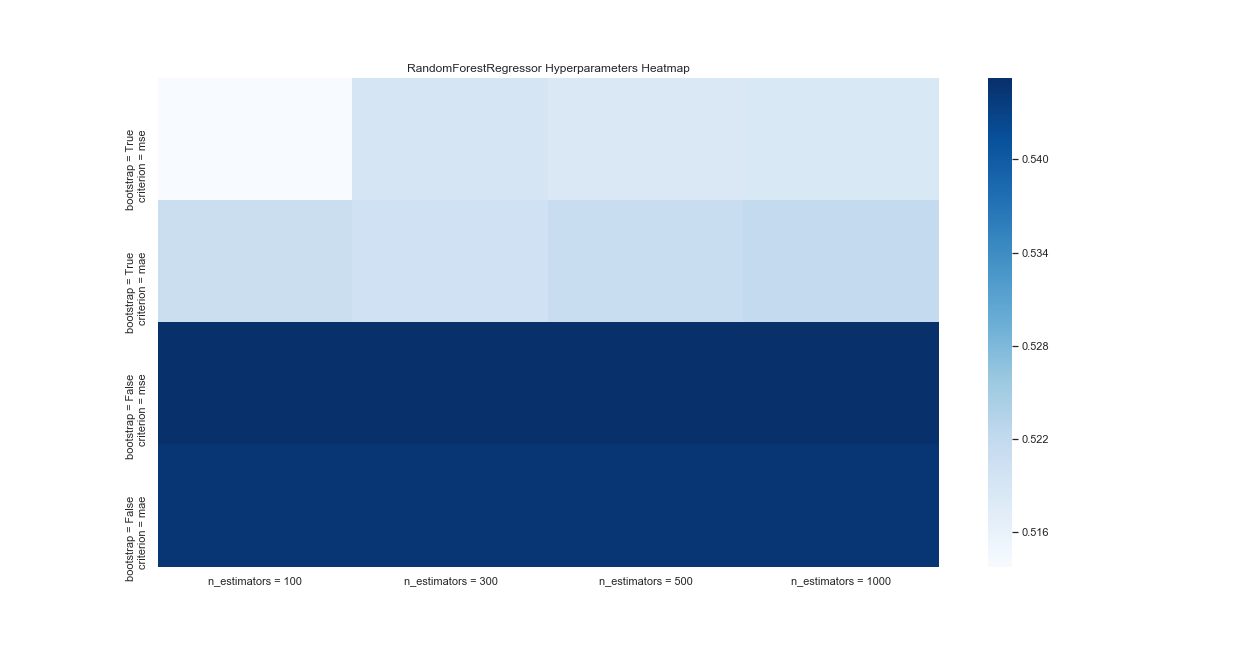 RandomForestRegressor Hyperparameters Heatmap
bootstrap = True
criterion = mse
bootstrap = True
criterion = mae
bootstrap = False
criterion = mse
bootstrap = False
criterion = mae
n_estimators = 100
n_estimators = 300
n_estimators = 500
n_estimators = 1000
0.540
0.534
0.528
0.522
0.516